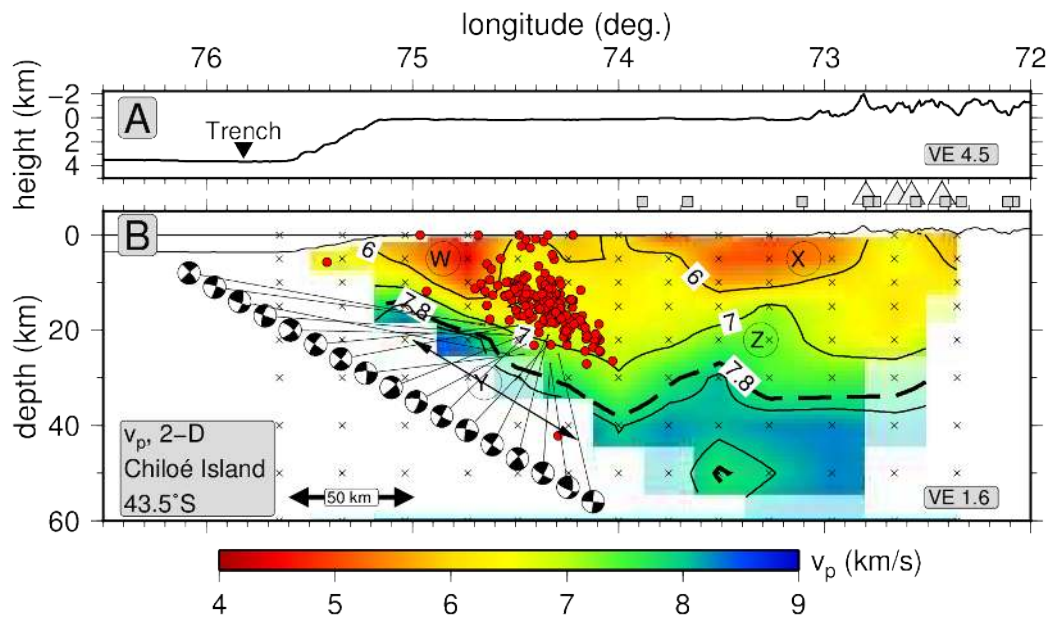 longitude (deg.)
76 75 74 73 72
height (km)
−2
0
2
4
A
Trench
VE 4.5
depth (km)
0
20
40
60
B
6
W
6
X
7.8
7
7
Z
Y
7.8
v_p, 2−D
Chiloé Island
43.5°S
50 km
VE 1.6
v_p (km/s)
4 5 6 7 8 9